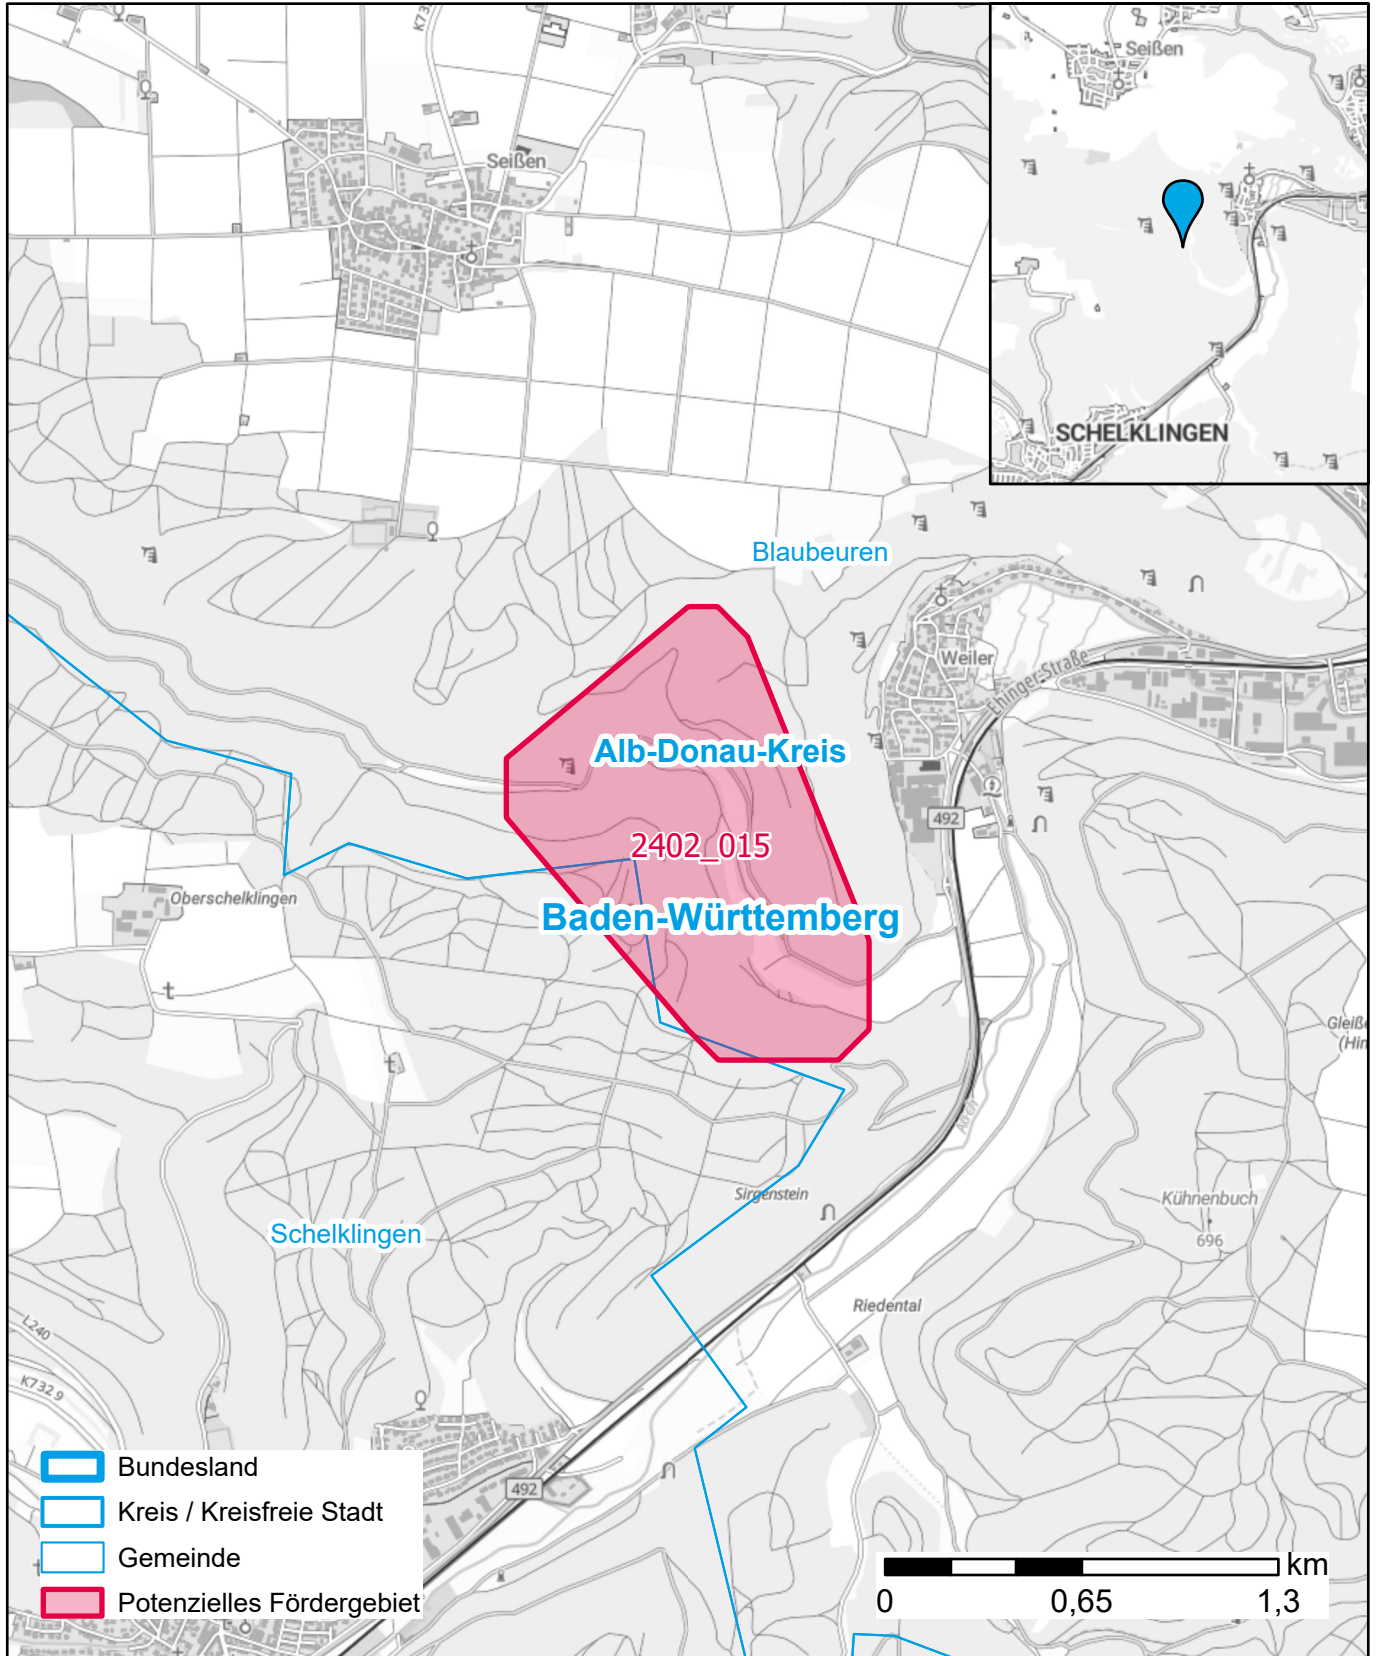 K73
Seißen
Seißen
SCHELKLINGEN
Blaubeuren
Weiler
Ehinger-Straße
Alb-Donau-Kreis
492
2402_015
Oberschelklingen
Baden-Württemberg
Gleiße
(Hin
Aach
Sirgenstein
Kühnenbuch
696
Schelklingen
Riedental
L240
K7329
492
Bundesland
Kreis / Kreisfreie Stadt
Gemeinde
Potenzielles Fördergebiet
km
0 0,65 1,3